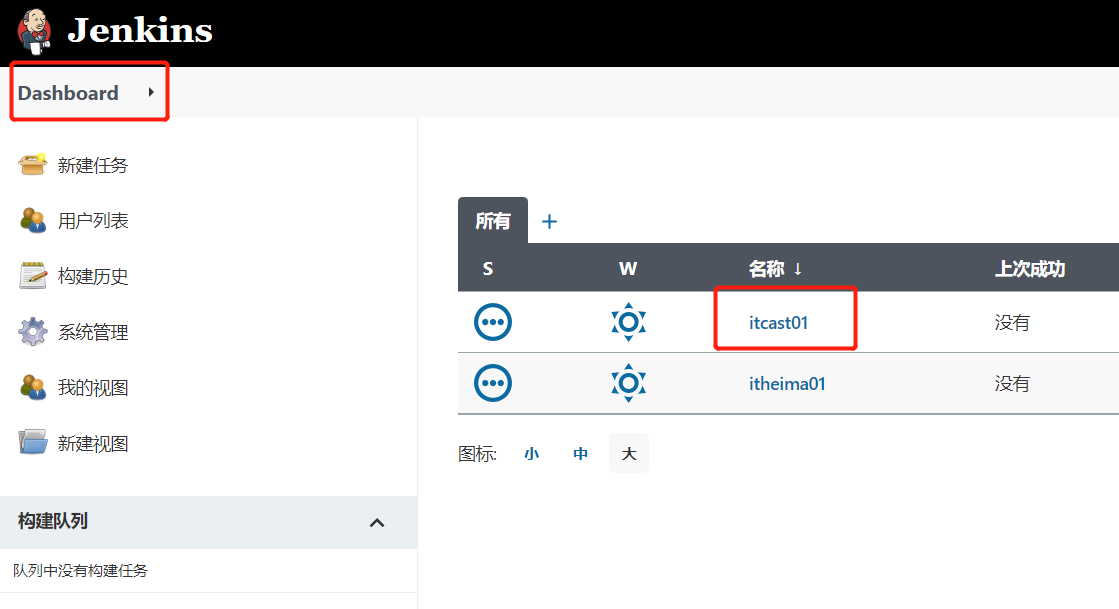 Jenkins
Dashboard
新建任务
用户列表
构建历史
系统管理
我的视图
新建视图
构建队列
队列中没有构建任务
所有 +
S W 名称 ↓ 上次成功
itcast01 没有
itheima01 没有
图标: 小 中 大